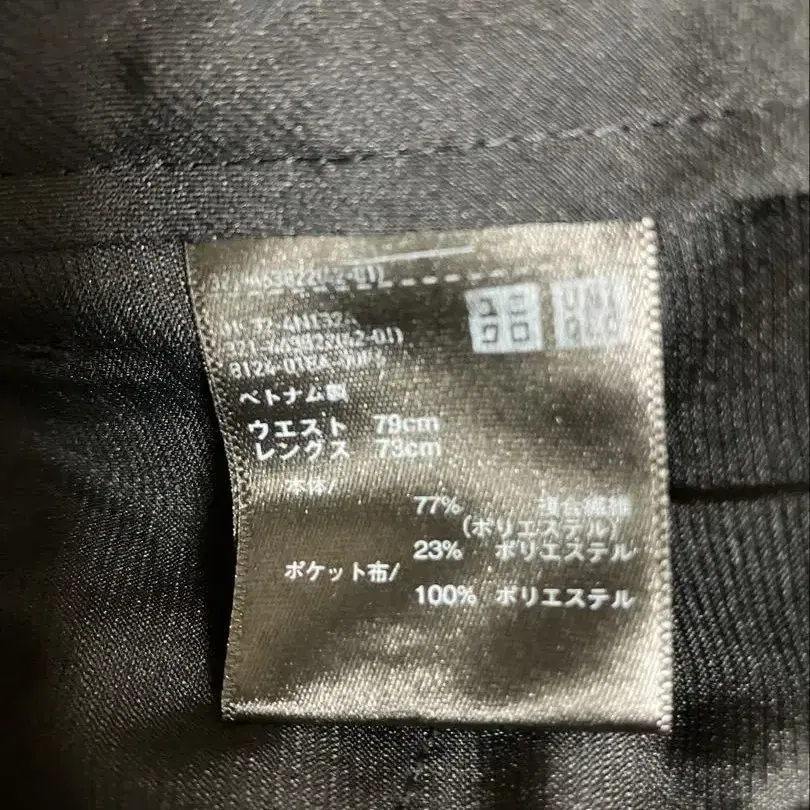 ユニ
クロ
UNI
QLO
ベトナム製
ウエスト 79cm
レングス 73cm
本体/
77% 複合繊維
(ポリエステル)
23% ポリエステル
ポケット布/
100% ポリエステル